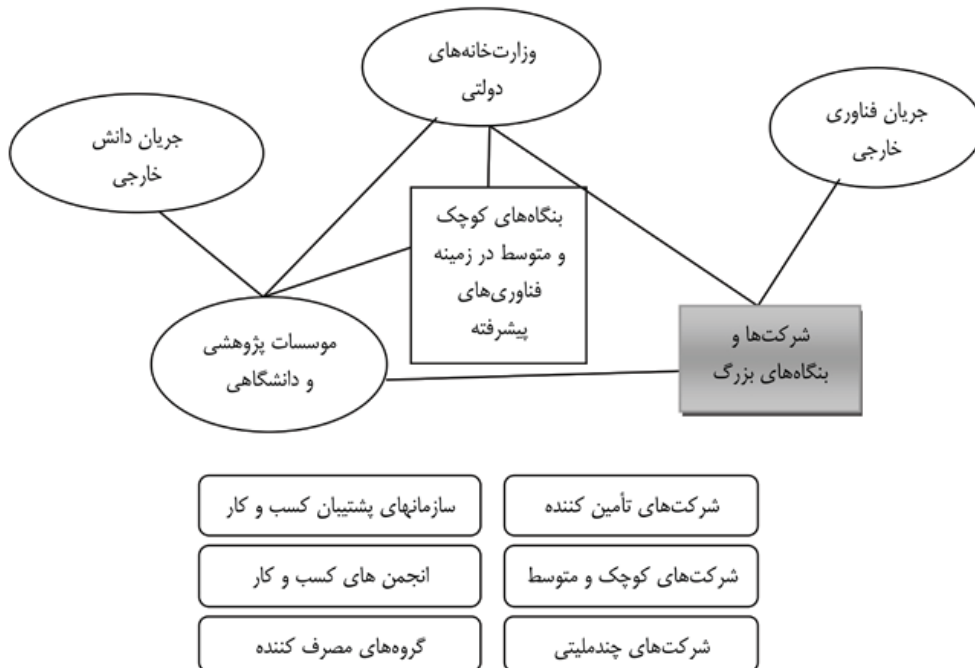 وزارت‌خانه‌های
دولتی
جریان فناوری
خارجی
جریان دانش
خارجی
بنگاه‌های کوچک
و متوسط در زمینه
فناوری‌های
پیشرفته
شرکت‌ها و
بنگاه‌های بزرگ
موسسات پژوهشی
و دانشگاهی
شرکت‌های تأمین کننده
سازمانهای پشتیبان کسب و کار
شرکت‌های کوچک و متوسط
انجمن های کسب و کار
شرکت‌های چندملیتی
گروه‌های مصرف کننده